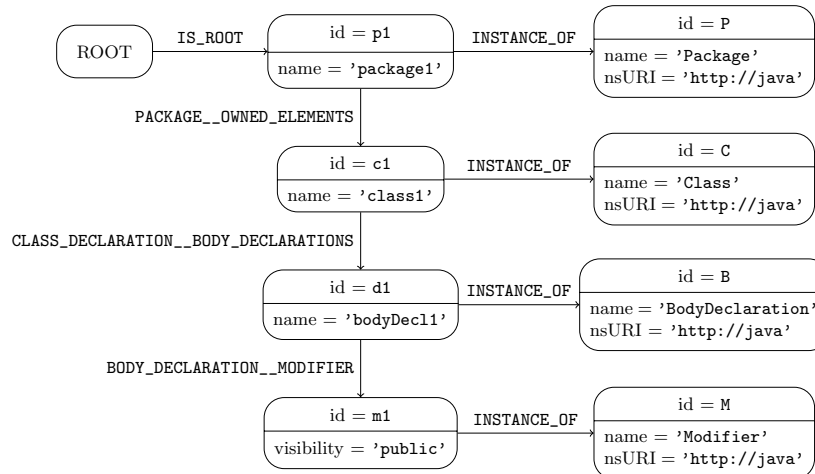 ROOT
IS_ROOT
id = p1
name = 'package1'
INSTANCE_OF
id = P
name = 'Package'
nsURI = 'http://java'
PACKAGE__OWNED_ELEMENTS
id = c1
name = 'class1'
INSTANCE_OF
id = C
name = 'Class'
nsURI = 'http://java'
CLASS_DECLARATION__BODY_DECLARATIONS
id = d1
name = 'bodyDecl1'
INSTANCE_OF
id = B
name = 'BodyDeclaration'
nsURI = 'http://java'
BODY_DECLARATION__MODIFIER
id = m1
visibility = 'public'
INSTANCE_OF
id = M
name = 'Modifier'
nsURI = 'http://java'